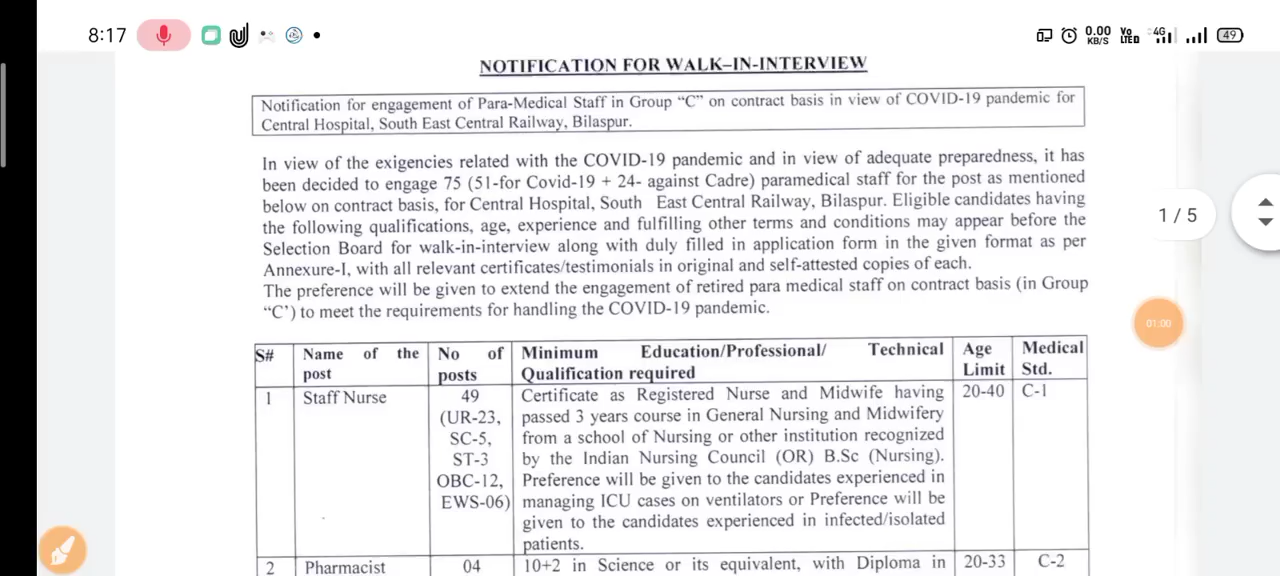 8:17
0.00
KB/S
Vo
LTED
4G
49
NOTIFICATION FOR WALK–IN-INTERVIEW
Notification for engagement of Para-Medical Staff in Group “C” on contract basis in view of COVID-19 pandemic for
Central Hospital, South East Central Railway, Bilaspur.
In view of the exigencies related with the COVID-19 pandemic and in view of adequate preparedness, it has
been decided to engage 75 (51-for Covid-19 + 24- against Cadre) paramedical staff for the post as mentioned
below on contract basis, for Central Hospital, South East Central Railway, Bilaspur. Eligible candidates having
the following qualifications, age, experience and fulfilling other terms and conditions may appear before the
Selection Board for walk-in-interview along with duly filled in application form in the given format as per
Annexure-I, with all relevant certificates/testimonials in original and self-attested copies of each.
The preference will be given to extend the engagement of retired para medical staff on contract basis (in Group
“C’) to meet the requirements for handling the COVID-19 pandemic.
1 / 5
01:00
S# Name of the No of Minimum Education/Professional/ Technical Age Medical
post posts Qualification required Limit Std.
1 Staff Nurse 49 Certificate as Registered Nurse and Midwife having 20-40 C-1
(UR-23, passed 3 years course in General Nursing and Midwifery
SC-5, from a school of Nursing or other institution recognized
ST-3 by the Indian Nursing Council (OR) B.Sc (Nursing).
OBC-12, Preference will be given to the candidates experienced in
EWS-06) managing ICU cases on ventilators or Preference will be
given to the candidates experienced in infected/isolated
patients.
2 Pharmacist 04 10+2 in Science or its equivalent, with Diploma in 20-33 C-2